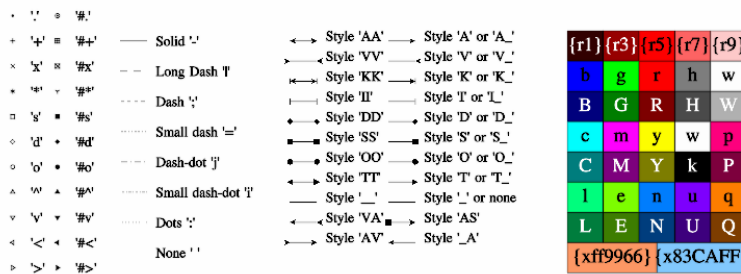 '.' '#.'
'+' '#+'
'x' '#x'
'*' '#*'
's' '#s'
'd' '#d'
'o' '#o'
'^' '#^'
'v' '#v'
'<' '#<'
'>' '#>'
Solid '-'
Long Dash '|'
Dash ';'
Small dash '='
Dash-dot 'j'
Small dash-dot 'i'
Dots ':'
None ' '
Style 'AA' Style 'A' or 'A_'
Style 'VV' Style 'V' or 'V_'
Style 'KK' Style 'K' or 'K_'
Style 'II' Style 'I' or 'I_'
Style 'DD' Style 'D' or 'D_'
Style 'SS' Style 'S' or 'S_'
Style 'OO' Style 'O' or 'O_'
Style 'TT' Style 'T' or 'T_'
Style '__' Style '_' or none
Style 'VA' Style 'AS'
Style 'AV' Style '_A'
{r1} {r3} {r5} {r7} {r9}
b g r h w
B G R H W
c m y w p
C M Y k P
l e n u q
L E N U Q
{xff9966} {x83CAFF